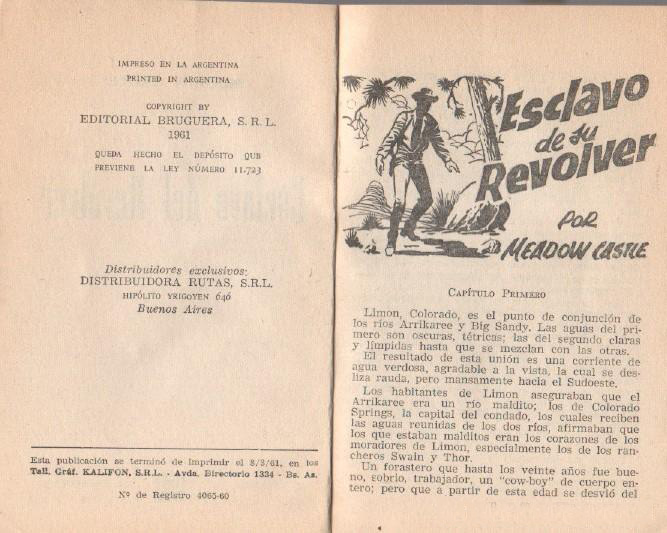 IMPRESO EN LA ARGENTINA
PRINTED IN ARGENTINA
COPYRIGHT BY
EDITORIAL BRUGUERA, S. R. L.
1961
QUEDA HECHO EL DEPÓSITO QUE
PREVIENE LA LEY NÚMERO 11.723
Distribuidores exclusivos:
DISTRIBUIDORA RUTAS, S.R.L.
HIPÓLITO YRIGOYEN 646
Buenos Aires
Esta publicación se terminó de imprimir el 8/3/61, en los
Tall. Gráf. KALIFON, S.R.L. - Avda. Directorio 1334 - Bs. As.
Nº de Registro 4065-60
Esclavo
de su
Revolver
POR
MEADOW CASTLE
CAPÍTULO PRIMERO
Limon, Colorado, es el punto de conjunción de
los ríos Arrikaree y Big Sandy. Las aguas del pri-
mero son oscuras, tétricas; las del segundo claras
y límpidas hasta que se mezclan con las otras.
El resultado de esta unión es una corriente de
agua verdosa, agradable a la vista, la cual se des-
liza rauda, pero mansamente hacia el Sudoeste.
Los habitantes de Limon aseguraban que el
Arrikaree era un río maldito; los de Colorado
Springs, la capital del condado, los cuales reciben
las aguas reunidas de los dos ríos, afirmaban que
los que estaban malditos eran los corazones de los
moradores de Limon, especialmente los de los ran-
cheros Swain y Thor.
Un forastero que hasta los veinte años fue bue-
no, sobrio, trabajador, un "cow-boy" de cuerpo en-
tero; pero que a partir de esta edad se desvió del